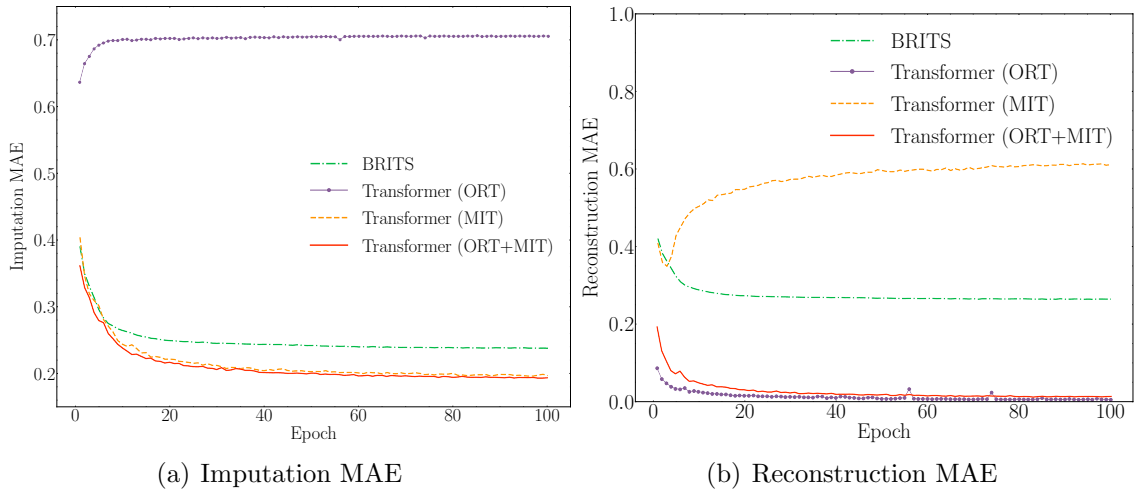 0.7
0.6
0.5
0.4
0.3
0.2
Imputation MAE
BRITS
Transformer (ORT)
Transformer (MIT)
Transformer (ORT+MIT)
0 20 40 60 80 100
Epoch
(a) Imputation MAE
1.0
0.8
0.6
0.4
0.2
0.0
Reconstruction MAE
BRITS
Transformer (ORT)
Transformer (MIT)
Transformer (ORT+MIT)
0 20 40 60 80 100
Epoch
(b) Reconstruction MAE